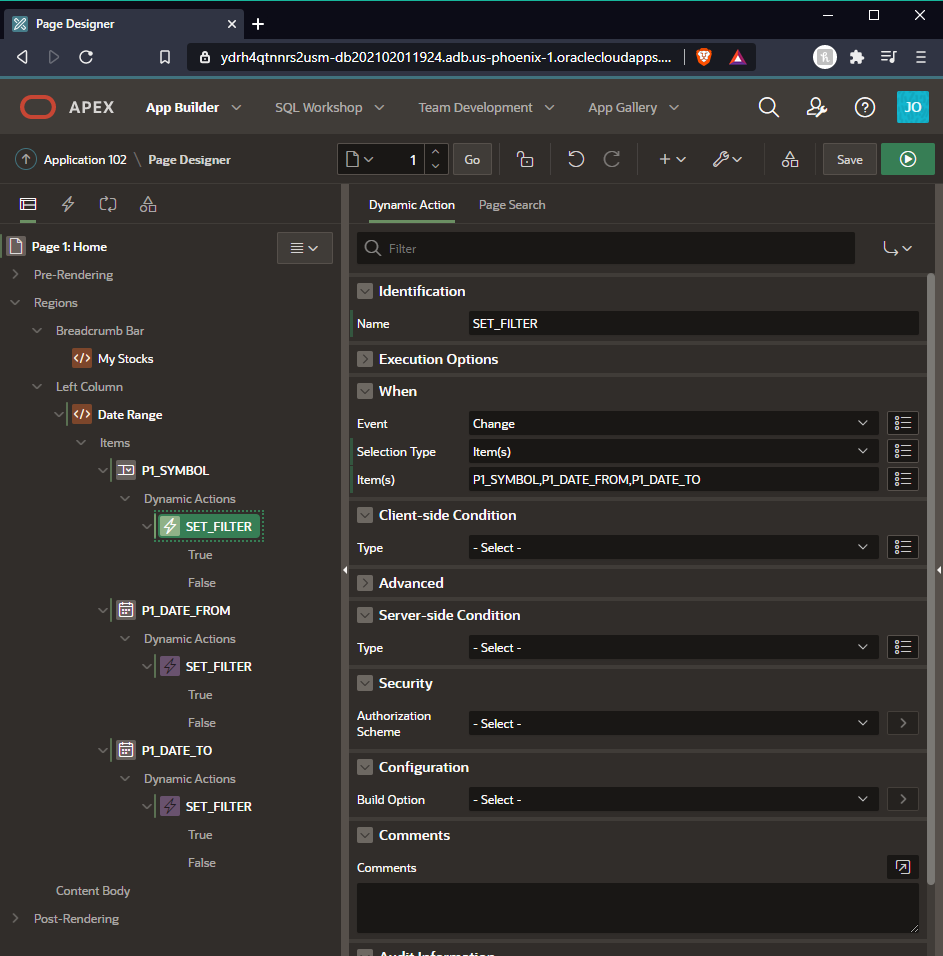 Page Designer
ydrh4qtnnrs2usm-db202102011924.adb.us-phoenix-1.oraclecloudapps....
APEX App Builder SQL Workshop Team Development App Gallery JO
Application 102 \ Page Designer 1 Go Save
Dynamic Action Page Search
Page 1: Home
Filter
Pre-Rendering
Regions
Breadcrumb Bar
My Stocks
Left Column
Date Range
Items
P1_SYMBOL
Dynamic Actions
SET_FILTER
True
False
P1_DATE_FROM
Dynamic Actions
SET_FILTER
True
False
P1_DATE_TO
Dynamic Actions
SET_FILTER
True
False
Content Body
Post-Rendering
Identification
Name SET_FILTER
Execution Options
When
Event Change
Selection Type Item(s)
Item(s) P1_SYMBOL,P1_DATE_FROM,P1_DATE_TO
Client-side Condition
Type - Select -
Advanced
Server-side Condition
Type - Select -
Security
Authorization
Scheme - Select -
Configuration
Build Option - Select -
Comments
Comments
Audit Information